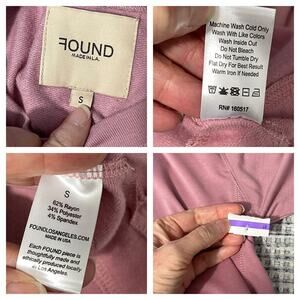 FOUND
MADE IN L.A.
S
Machine Wash Cold Only
Wash With Like Colors
Wash Inside Out
Do Not Bleach
Do Not Tumble Dry
Flat Dry For Best Result
Warm Iron If Needed
RN# 160517
S
62% Rayon
34% Polyester
4% Spandex
FOUNDLOSANGELES.COM
MADE IN USA
Each FOUND piece is
thoughtfully made and
ethically produced locally
Los Angeles